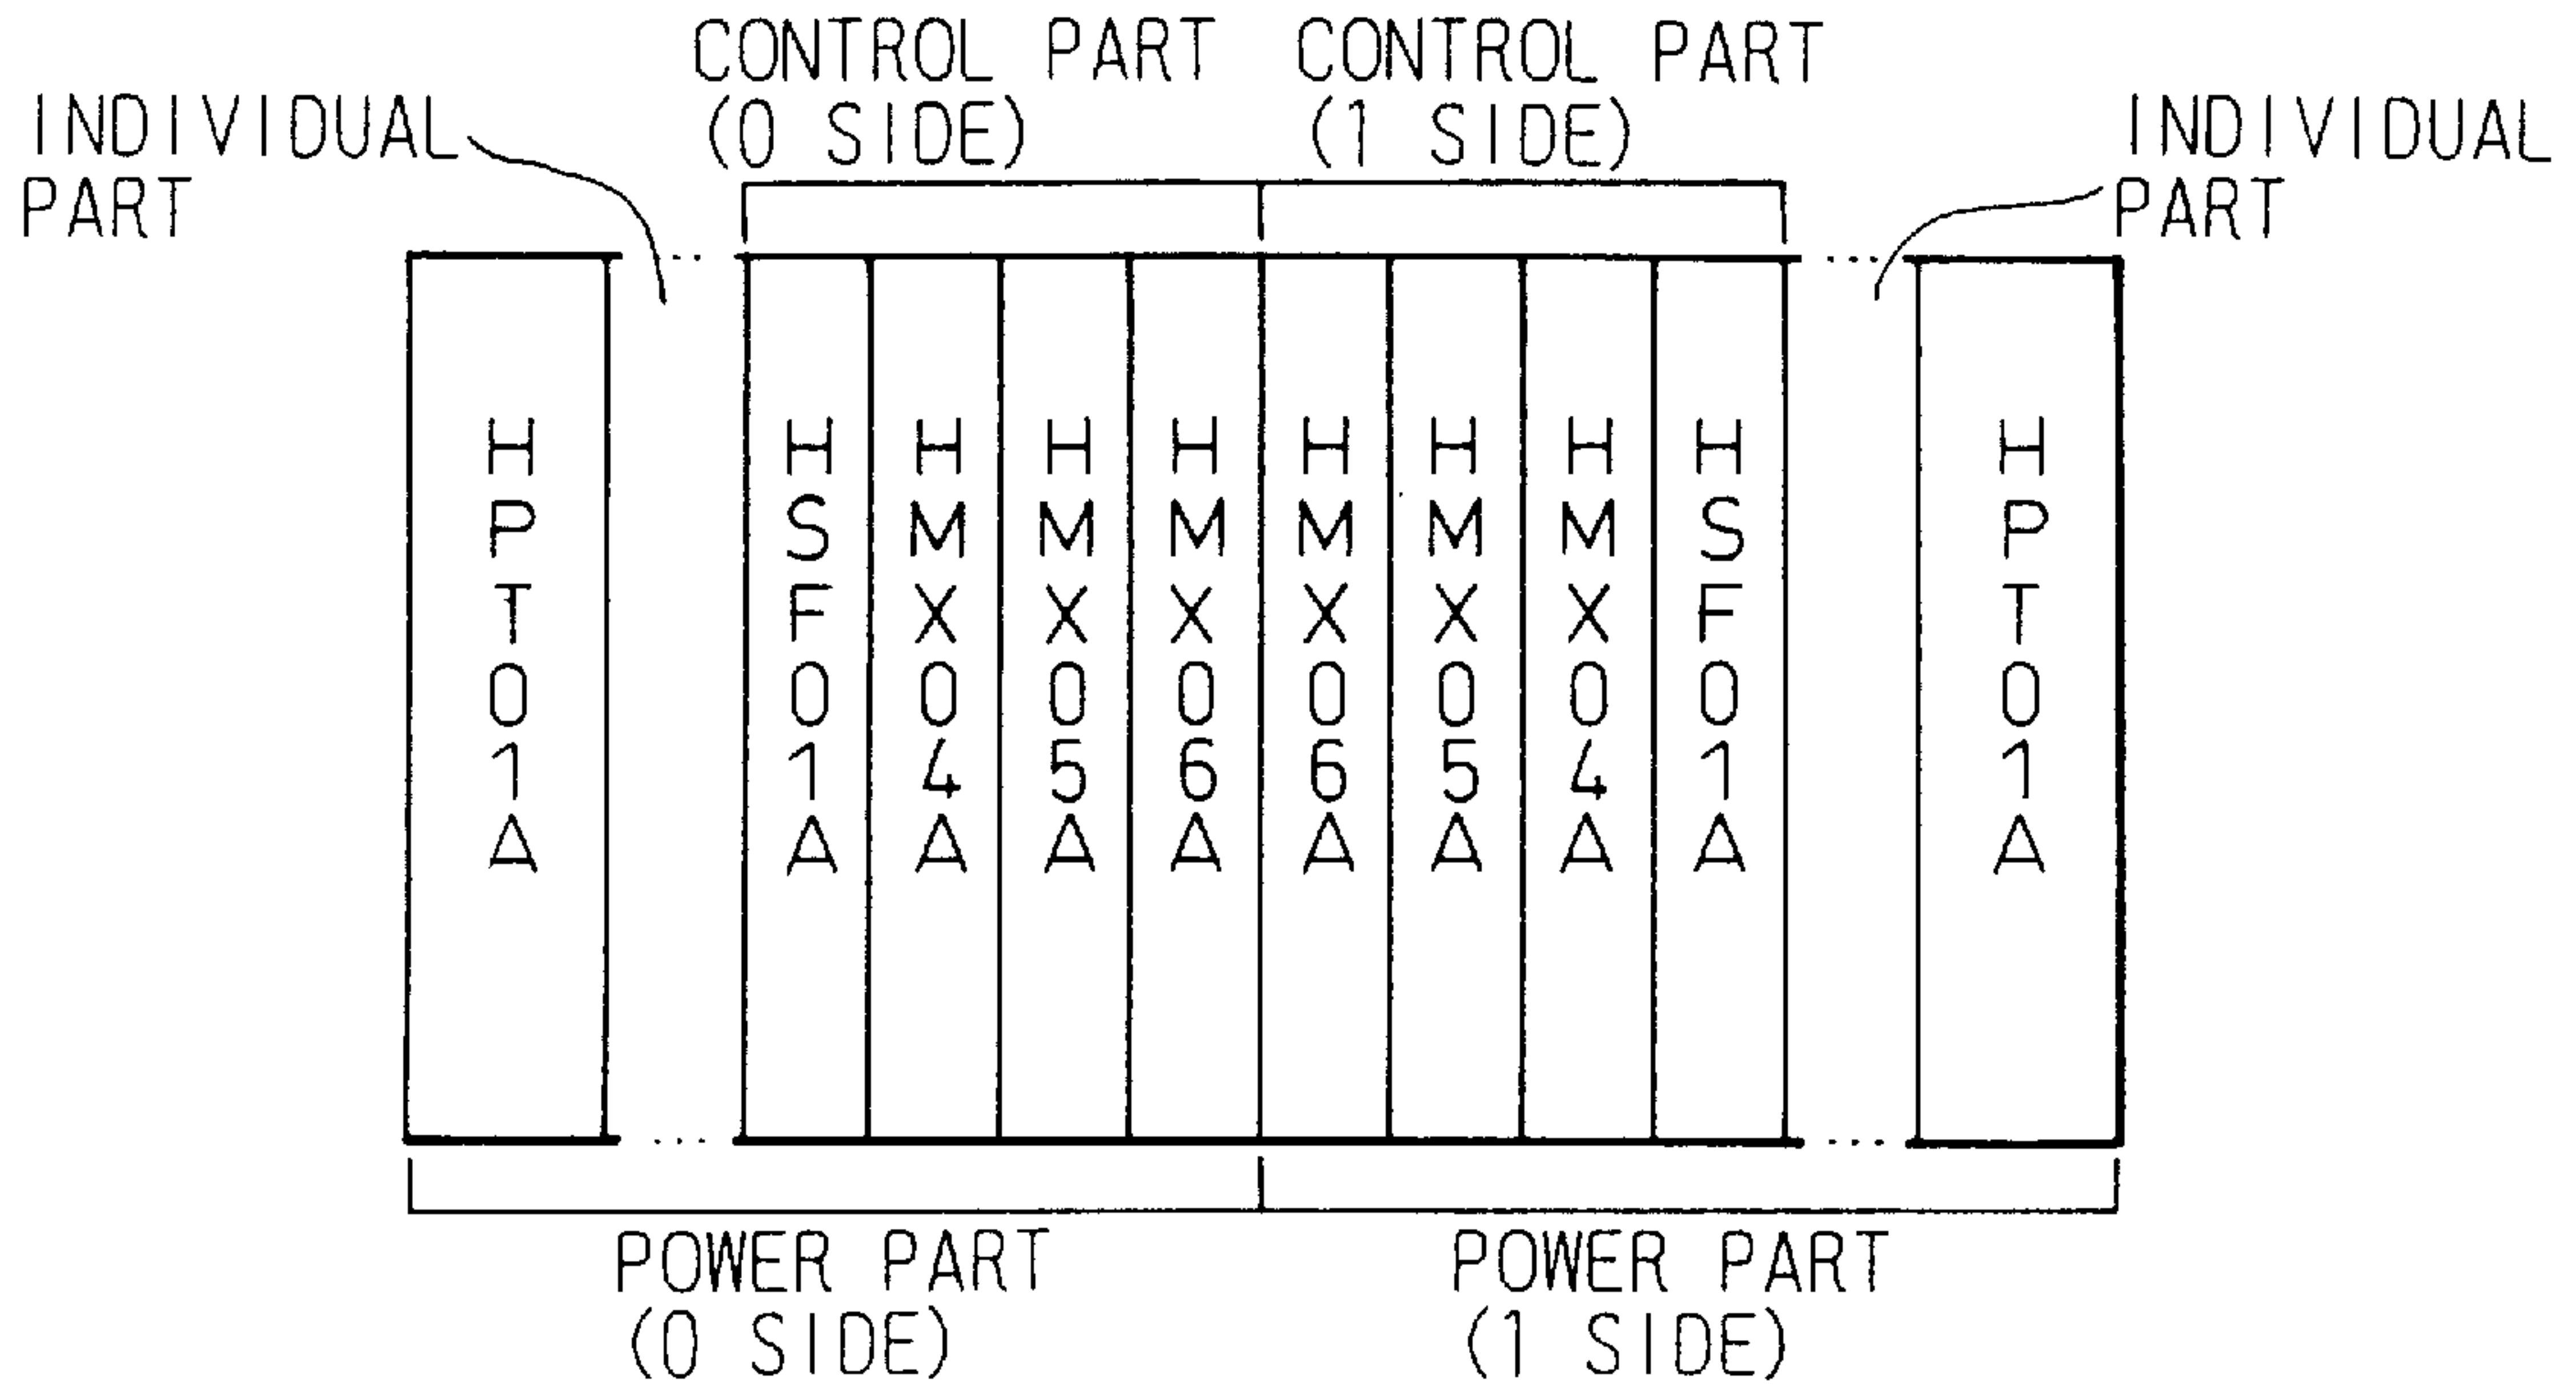 CONTROL PART
(0 SIDE)
CONTROL PART
(1 SIDE)
INDIVIDUAL
PART
INDIVIDUAL
PART
HPT01A
HSF01A
HMX04A
HMX05A
HMX06A
HMX06A
HMX05A
HMX04A
HSF01A
HPT01A
POWER PART
(0 SIDE)
POWER PART
(1 SIDE)